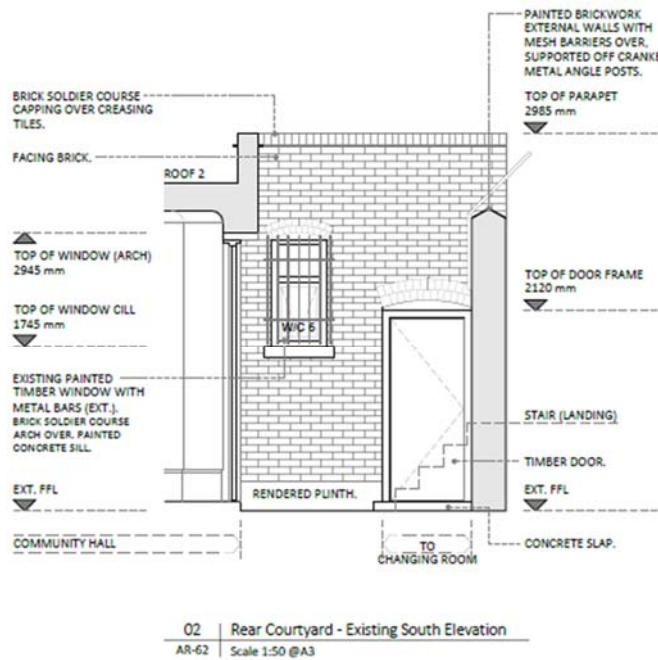 PAINTED BRICKWORK
EXTERNAL WALLS WITH
MESH BARRIERS OVER,
SUPPORTED OFF CRANKE
METAL ANGLE POSTS.
TOP OF PARAPET
2985 mm
BRICK SOLDIER COURSE
CAPPING OVER CREASING
TILES.
FACING BRICK.
ROOF 2
TOP OF WINDOW (ARCH)
2945 mm
TOP OF DOOR FRAME
2120 mm
TOP OF WINDOW CILL
1745 mm
W/C 6
EXISTING PAINTED
TIMBER WINDOW WITH
METAL BARS (EXT.).
BRICK SOLDIER COURSE
ARCH OVER. PAINTED
CONCRETE SILL.
STAIR (LANDING)
TIMBER DOOR.
EXT. FFL
RENDERED PLINTH.
EXT. FFL
COMMUNITY HALL
TO
CHANGING ROOM
CONCRETE SLAP.
02 Rear Courtyard - Existing South Elevation
AR-62 Scale 1:50 @A3